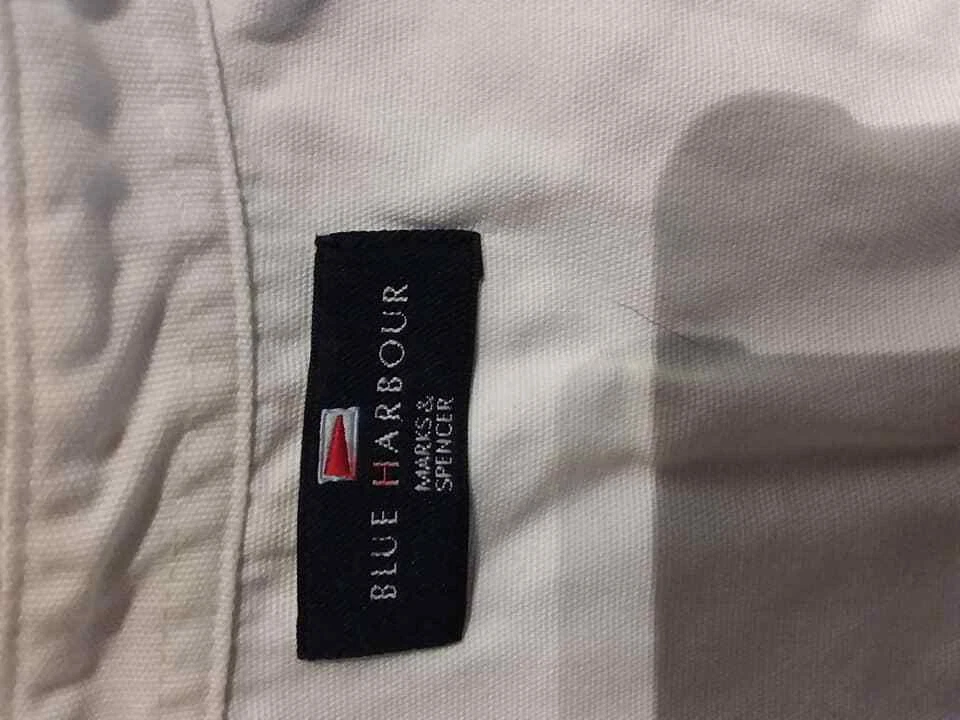 BLUE HARBOUR
MARKS &
SPENCER